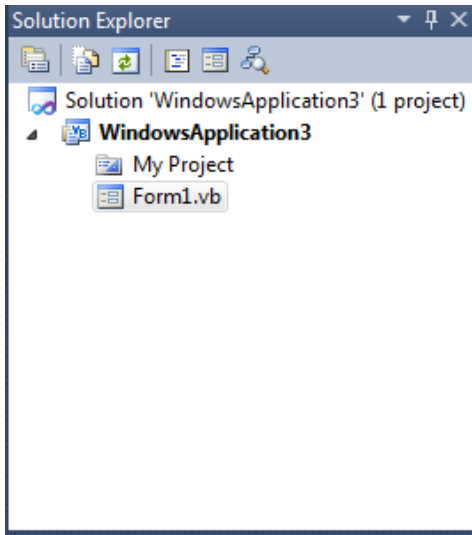 Solution Explorer
Solution 'WindowsApplication3' (1 project)
WindowsApplication3
My Project
Form1.vb